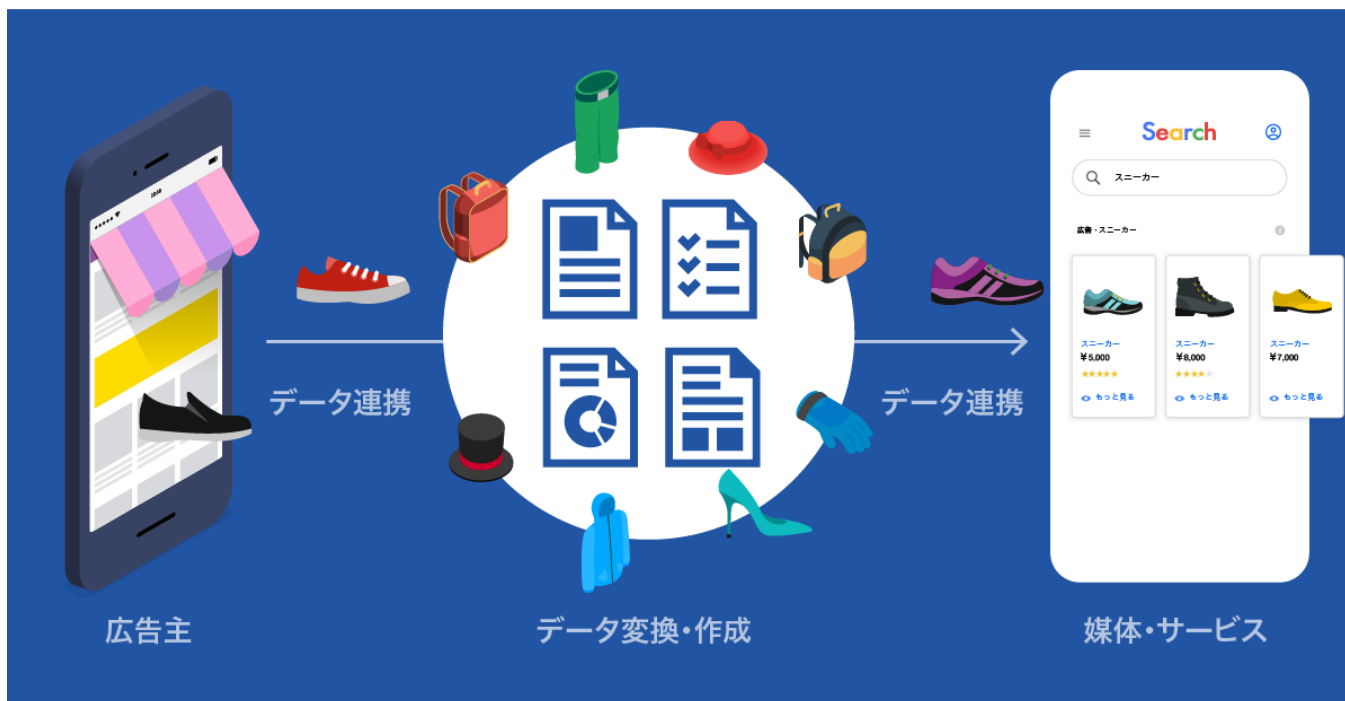 Search
スニーカー
広告・スニーカー
スニーカー
¥5,000
もっと見る
スニーカー
¥8,000
もっと見る
スニーカー
¥7,000
もっと見る
データ連携
データ連携
広告主
データ変換・作成
媒体・サービス